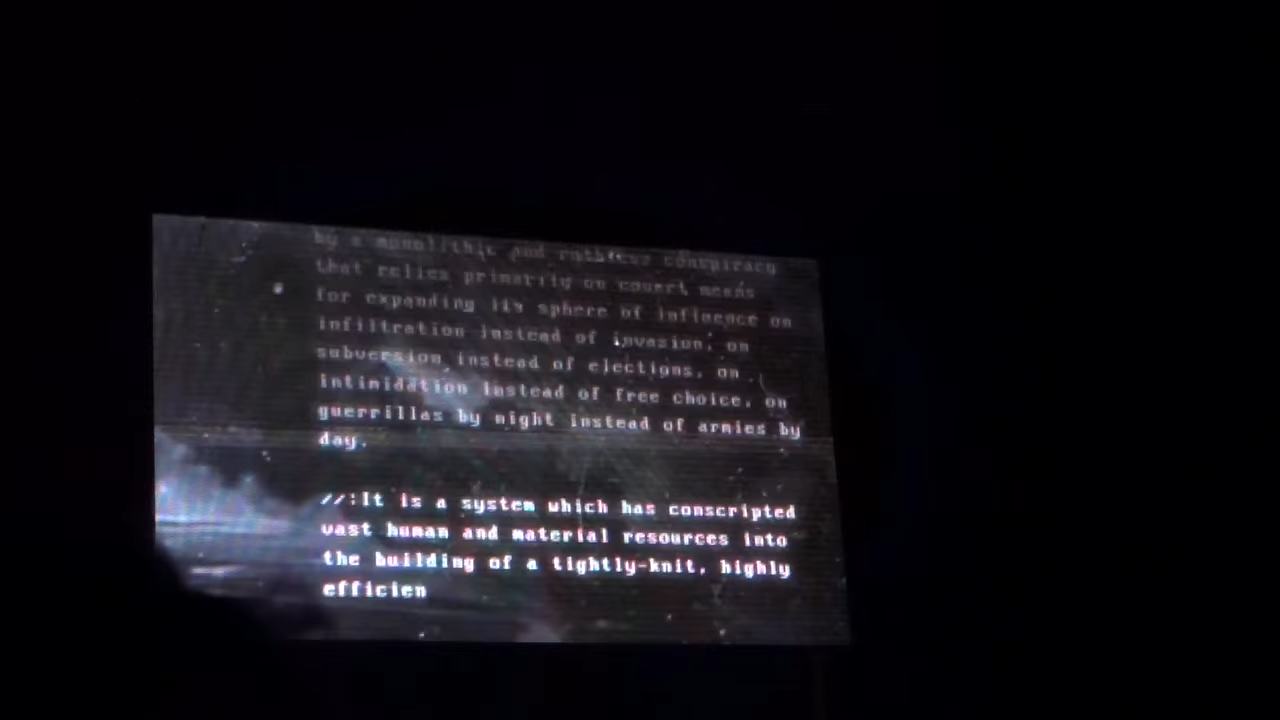 by a monolithic and ruthless conspiracy
that relies primarily on covert means
for expanding its sphere of influence on
infiltration instead of invasion, on
subversion instead of elections, on
intimidation instead of free choice, on
guerrillas by night instead of armies by
day.
//:It is a system which has conscripted
vast human and material resources into
the building of a tightly-knit, highly
efficien